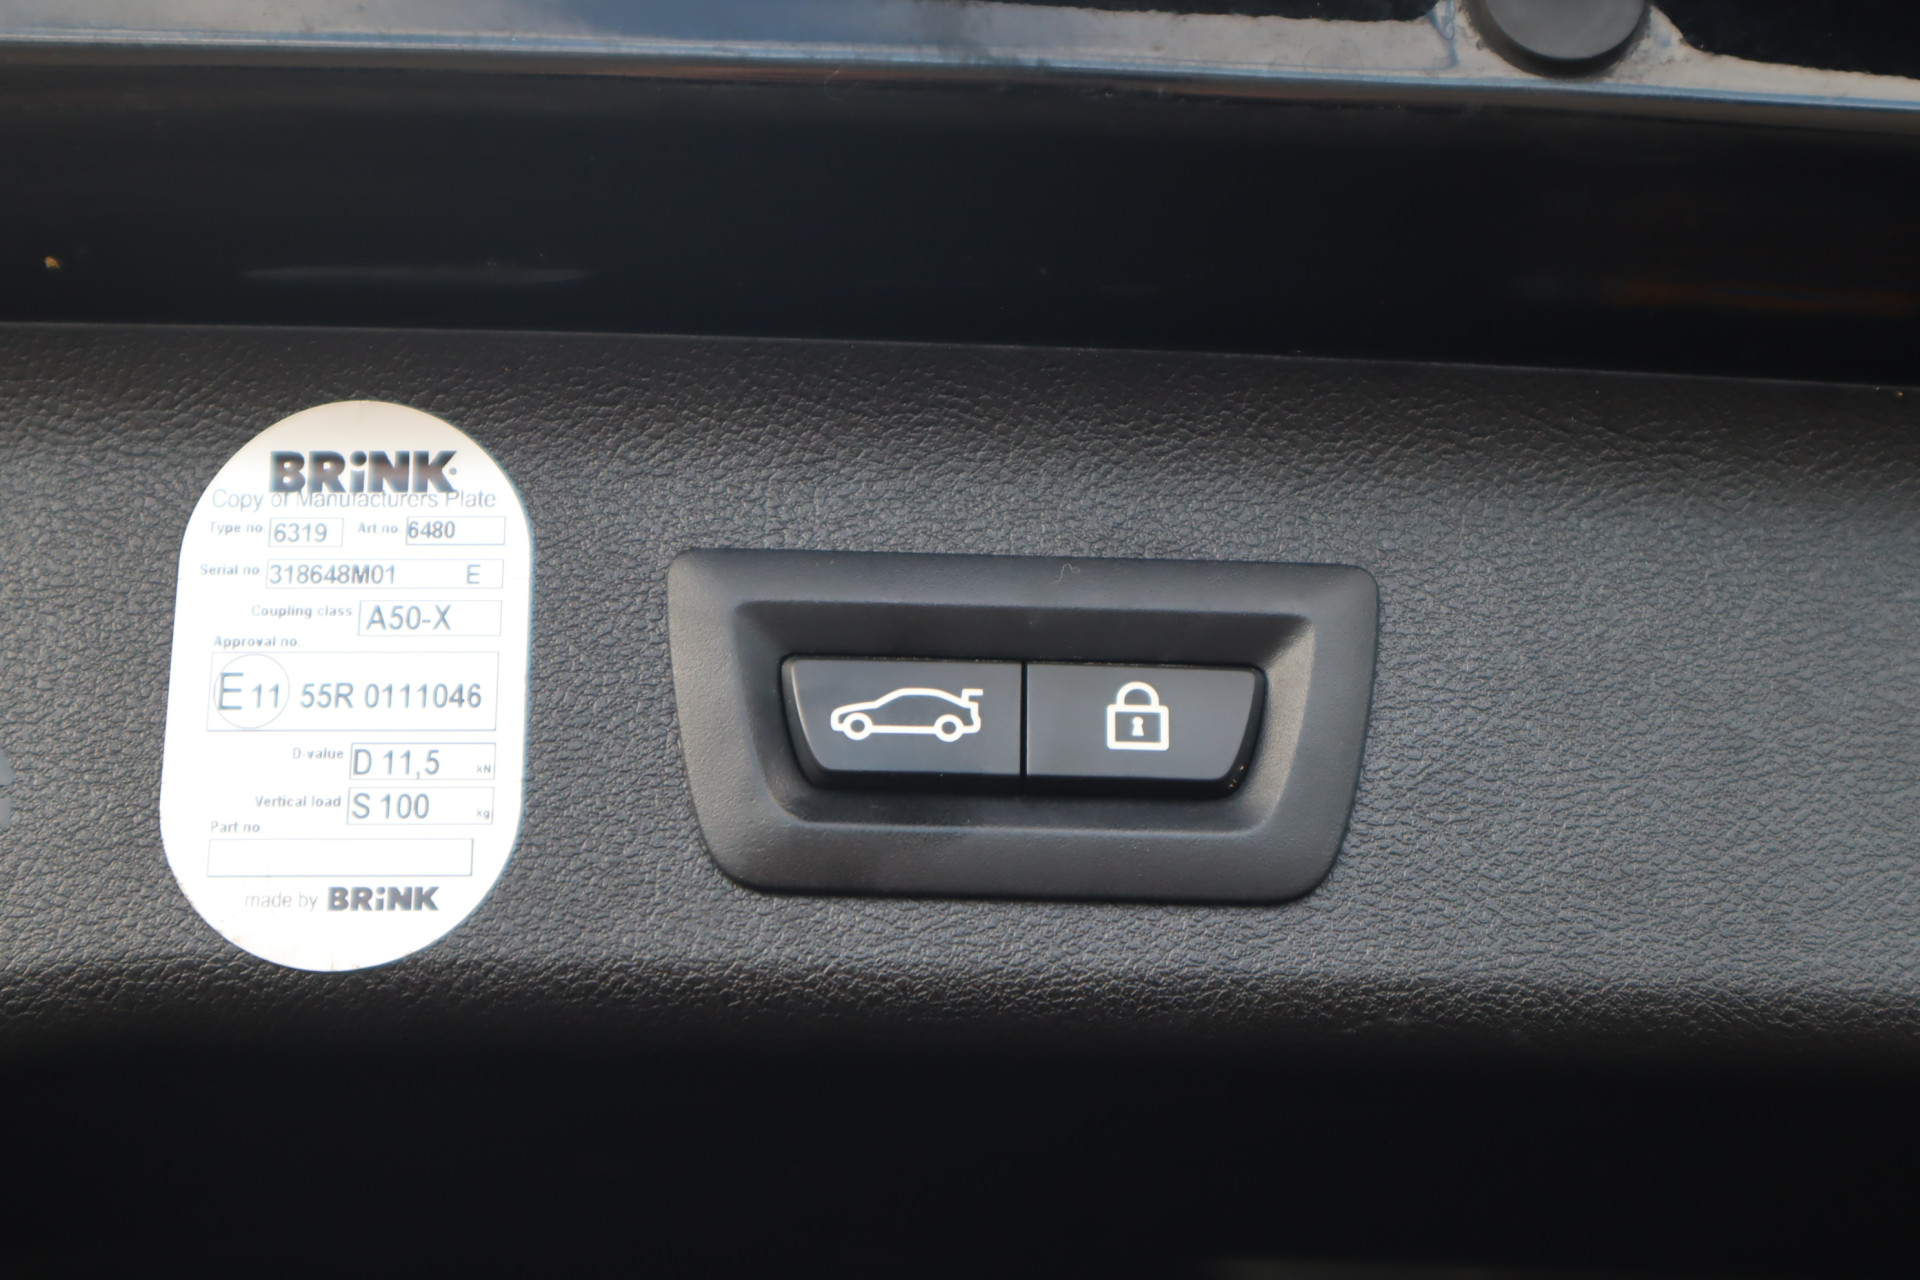 BRiNK
Copy of Manufacturers Plate
Type no. 6319 Art no. 6480
Serial no. 318648M01 E
Coupling class A50-X
Approval no.
E11 55R 0111046
D-value D 11,5 kN
Vertical load S 100 kg
Part no.
made by BRiNK